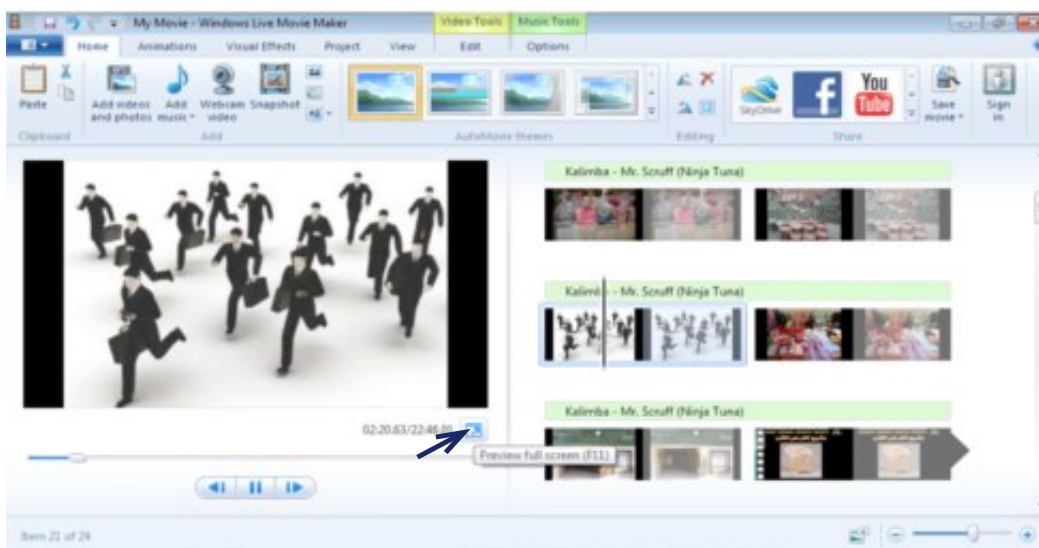 My Movie - Windows Live Movie Maker
Video Tools
Music Tools
Home
Animations
Visual Effects
Project
View
Edit
Options
Paste
Add videos and photos
Add music
Webcam video
Snapshot
SkyDrive
f
You Tube
Save movie
Sign in
Clipboard
Add
AutoMovie themes
Editing
Share
Kalimba - Mr. Scruff (Ninja Tuna)
Kalimba - Mr. Scruff (Ninja Tuna)
02:20.63/22:46.05
Preview full screen (F11)
Kalimba - Mr. Scruff (Ninja Tuna)
Item 21 of 24